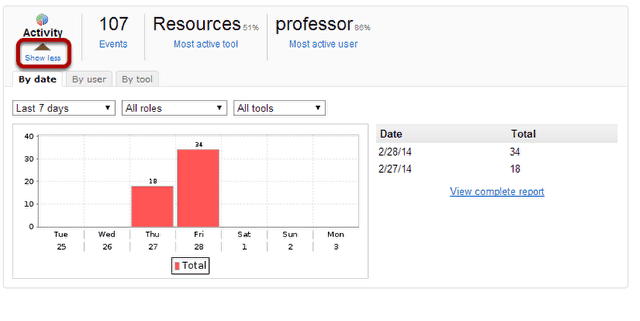 Activity
Show less
107
Events
Resources 51%
Most active tool
professor 86%
Most active user
By date By user By tool
Last 7 days All roles All tools
40
30
20
10
0
18
34
Tue Wed Thu Fri Sat Sun Mon
25 26 27 28 1 2 3
Total
Date Total
2/28/14 34
2/27/14 18
View complete report